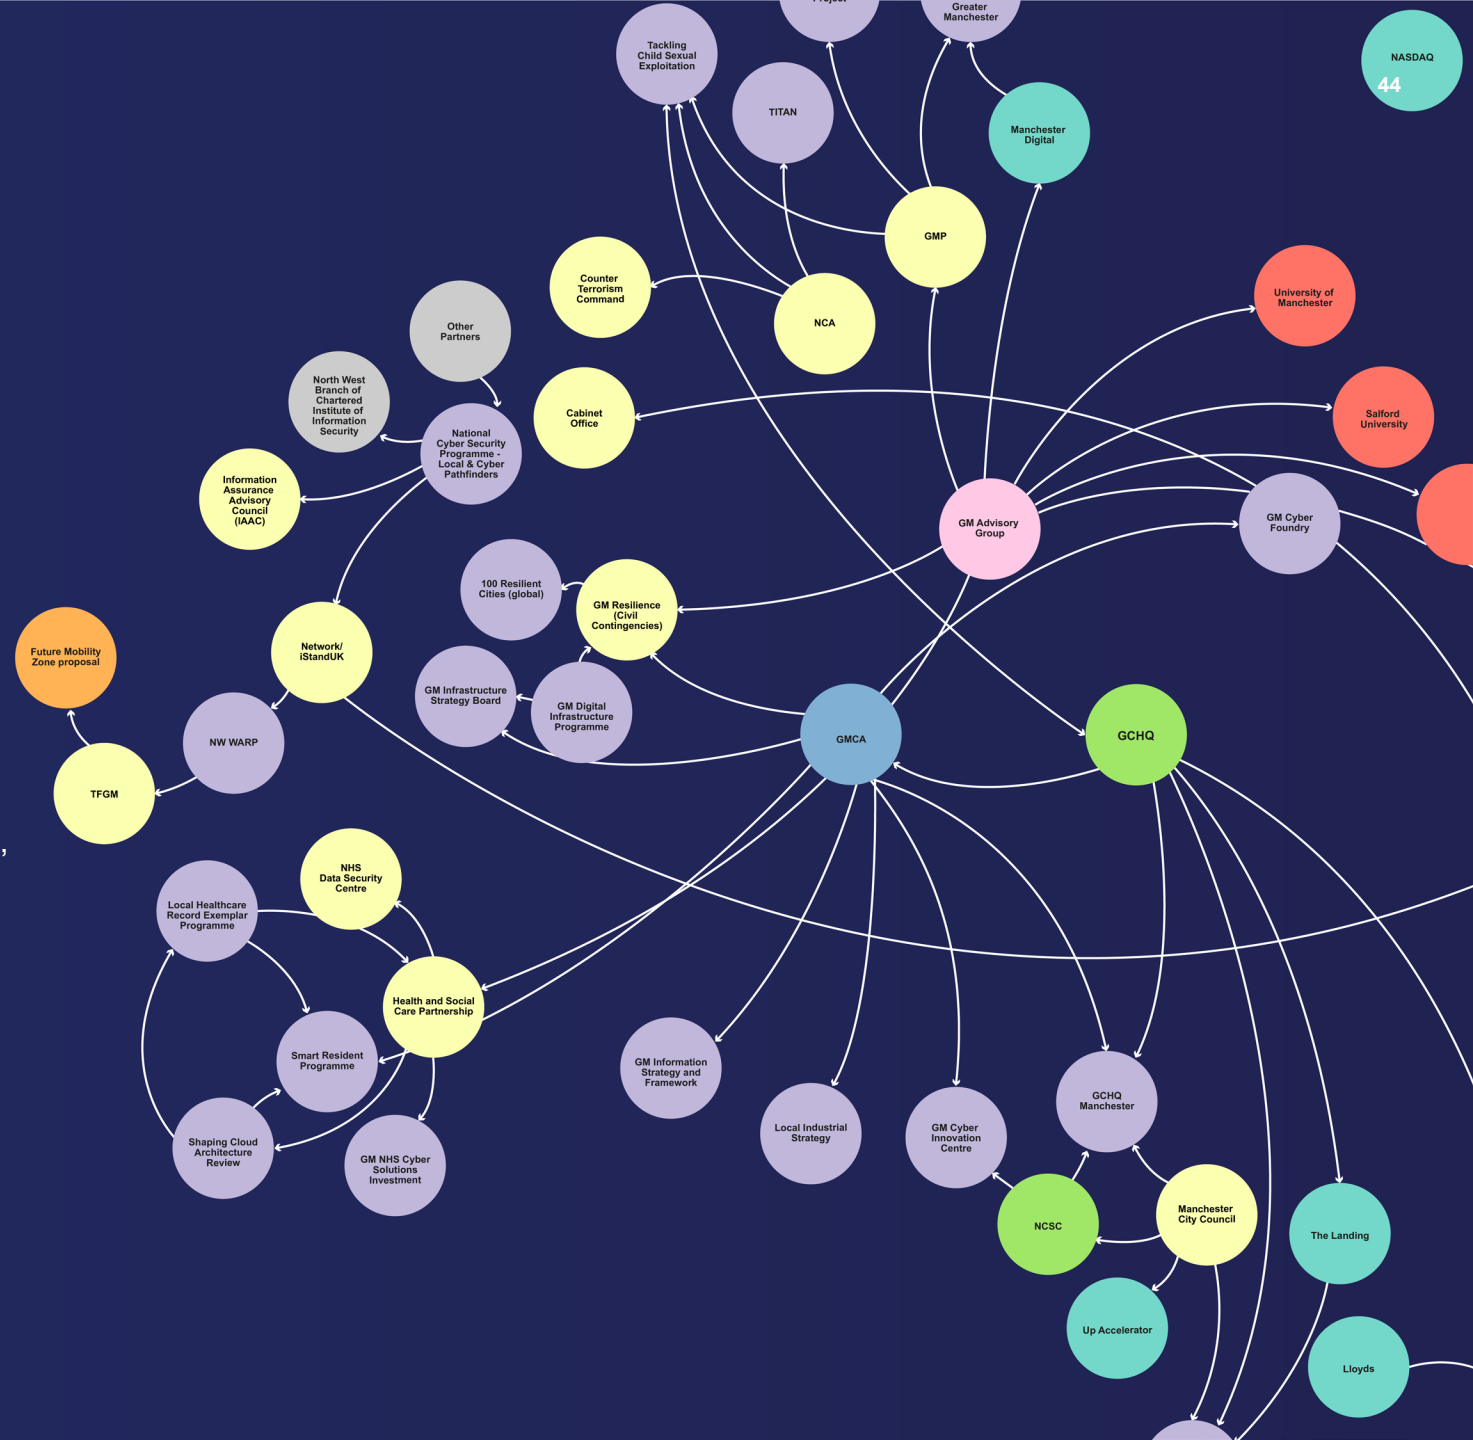 Project
Greater
Manchester
Tackling
Child Sexual
Exploitation
NASDAQ
44
TITAN
Manchester
Digital
GMP
Counter
Terrorism
Command
University of
Manchester
NCA
Other
Partners
North West
Branch of
Chartered
Institute of
Information
Security
Cabinet
Office
Salford
University
National
Cyber Security
Programme -
Local & Cyber
Pathfinders
Information
Assurance
Advisory
Council
(IAAC)
GM Advisory
Group
GM Cyber
Foundry
100 Resilient
Cities (global)
GM Resilience
(Civil
Contingencies)
Future Mobility
Zone proposal
Network/
iStandUK
GM Infrastructure
Strategy Board
GM Digital
Infrastructure
Programme
NW WARP
GMCA
GCHQ
TFGM
,
NHS
Data Security
Centre
Local Healthcare
Record Exemplar
Programme
Health and Social
Care Partnership
Smart Resident
Programme
GM Information
Strategy and
Framework
GCHQ
Manchester
Local Industrial
Strategy
GM Cyber
Innovation
Centre
Shaping Cloud
Architecture
Review
GM NHS Cyber
Solutions
Investment
NCSC
Manchester
City Council
The Landing
Up Accelerator
Lloyds